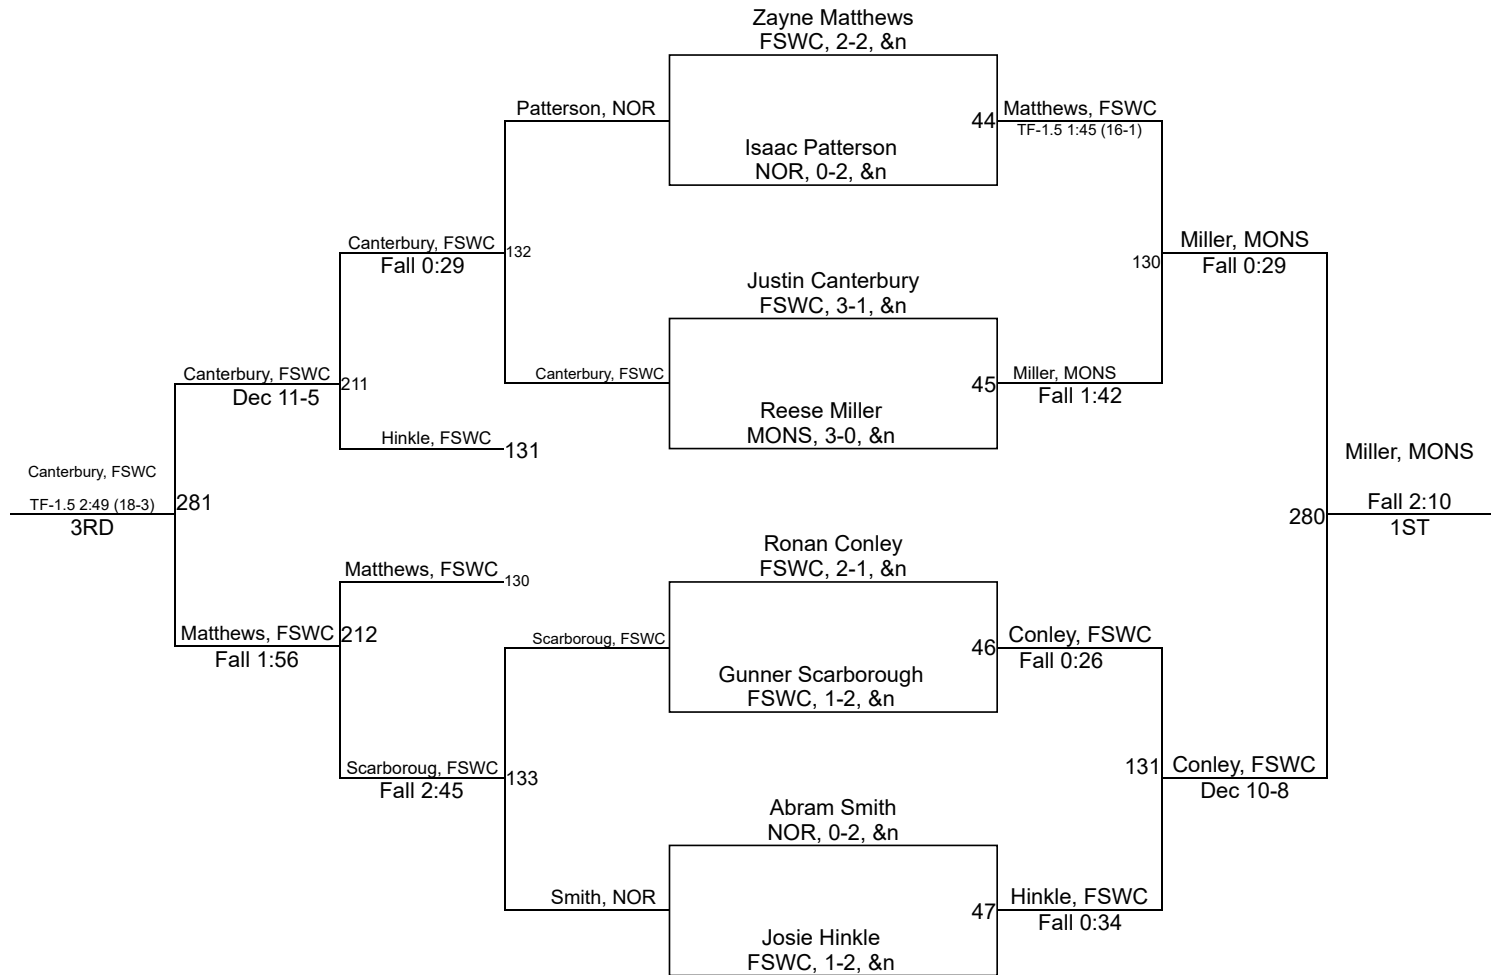 Zayne Matthews
FSWC, 2-2, &n
Patterson, NOR
44
Matthews, FSWC
TF-1.5 1:45 (16-1)
Isaac Patterson
NOR, 0-2, &n
Canterbury, FSWC
Fall 0:29
132
130
Miller, MONS
Fall 0:29
Justin Canterbury
FSWC, 3-1, &n
Canterbury, FSWC
Dec 11-5
211
Canterbury, FSWC
45
Miller, MONS
Fall 1:42
Reese Miller
MONS, 3-0, &n
Hinkle, FSWC
131
Canterbury, FSWC
TF-1.5 2:49 (18-3)
3RD
281
Miller, MONS
Fall 2:10
1ST
280
Ronan Conley
FSWC, 2-1, &n
Matthews, FSWC
130
Matthews, FSWC
Fall 1:56
212
Scarboroug, FSWC
46
Conley, FSWC
Fall 0:26
Gunner Scarborough
FSWC, 1-2, &n
Scarboroug, FSWC
Fall 2:45
133
131
Conley, FSWC
Dec 10-8
Abram Smith
NOR, 0-2, &n
Smith, NOR
47
Hinkle, FSWC
Fall 0:34
Josie Hinkle
FSWC, 1-2, &n